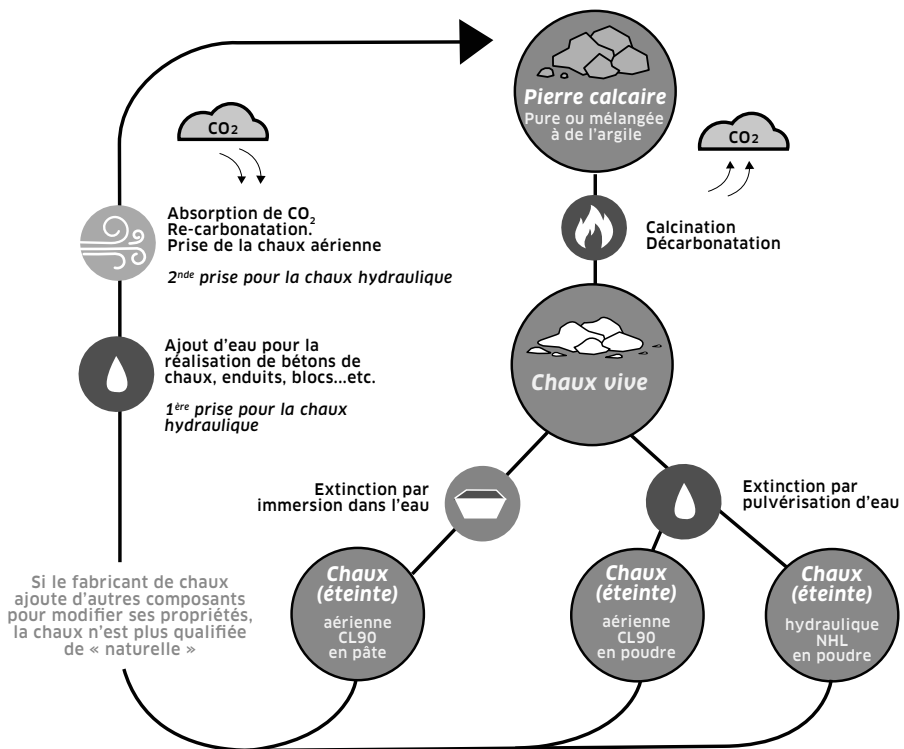 Pierre calcaire
Pure ou mélangée
à de l'argile
CO2
CO2
Absorption de CO2
Re-carbonatation.
Prise de la chaux aérienne
2nde prise pour la chaux hydraulique
Calcination
Décarbonatation
Ajout d'eau pour la
réalisation de bétons de
chaux, enduits, blocs...etc.
1ère prise pour la chaux
hydraulique
Chaux vive
Extinction par
immersion dans l'eau
Extinction par
pulvérisation d'eau
Si le fabricant de chaux
ajoute d'autres composants
pour modifier ses propriétés,
la chaux n'est plus qualifiée
de « naturelle »
Chaux
(éteinte)
aérienne
CL90
en pâte
Chaux
(éteinte)
aérienne
CL90
en poudre
Chaux
(éteinte)
hydraulique
NHL
en poudre